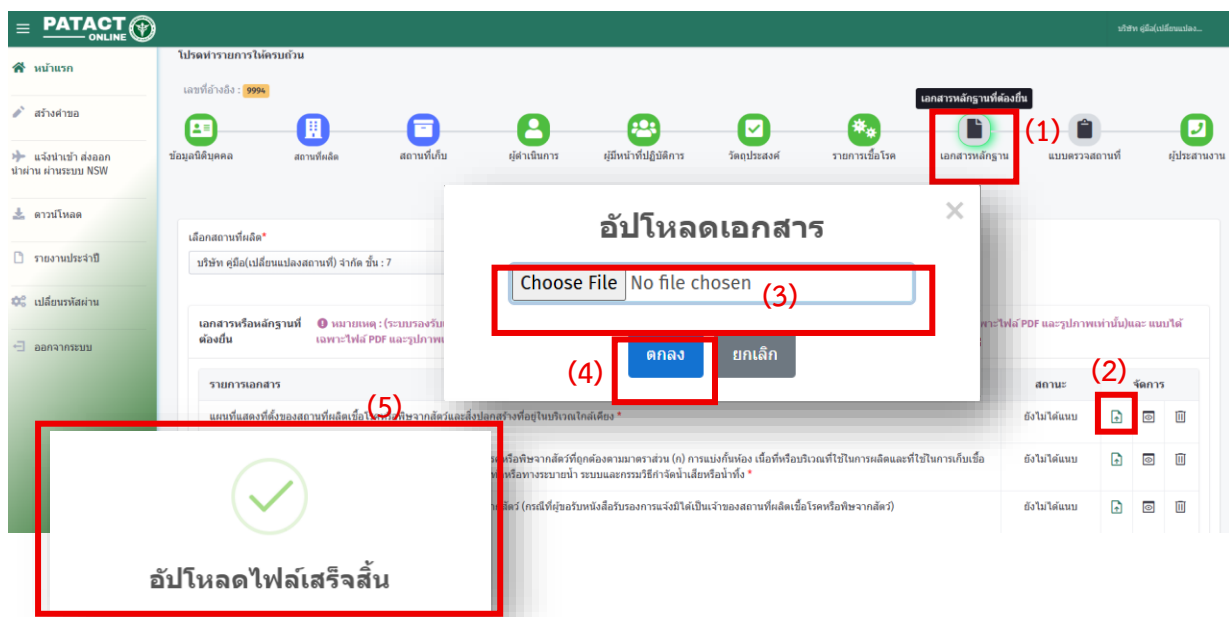 PATACT
ONLINE
บริษัท คู่มือ(เปลี่ยนแปลง...
หน้าแรก
สร้างคำขอ
แจ้งนำเข้า ส่งออก
นำผ่าน ผ่านระบบ NSW
ดาวน์โหลด
รายงานประจำปี
เปลี่ยนรหัสผ่าน
ออกจากระบบ
โปรดทำรายการให้ครบถ้วน
เลขที่อ้างอิง : 9994
เอกสารหลักฐานที่ต้องยื่น
(1)
ข้อมูลนิติบุคคล
สถานที่ผลิต
สถานที่เก็บ
ผู้ดำเนินการ
ผู้มีหน้าที่ปฏิบัติการ
วัตถุประสงค์
รายการเชื้อโรค
เอกสารหลักฐาน
แบบตรวจสถานที่
ผู้ประสานงาน
เลือกสถานที่ผลิต*
บริษัท คู่มือ(เปลี่ยนแปลงสถานที่) จำกัด ชั้น : 7
อัปโหลดเอกสาร
×
Choose File No file chosen
(3)
ตกลง
ยกเลิก
(4)
เอกสารหรือหลักฐานที่
ต้องยื่น
หมายเหตุ : (ระบบรองรับ
เฉพาะไฟล์ PDF และรูปภาพ
เฉพาะไฟล์ PDF และรูปภาพเท่านั้น)และ แนบได้
รายการเอกสาร
สถานะ
(2)
จัดการ
(5)
แผนที่แสดงที่ตั้งของสถานที่ผลิตเชื้อโรคหรือพิษจากสัตว์และสิ่งปลูกสร้างที่อยู่ในบริเวณใกล้เคียง *
ยังไม่ได้แนบ
หรือพิษจากสัตว์ที่ถูกต้องตามมาตราส่วน (ก) การแบ่งกั้นห้อง เนื้อที่หรือบริเวณที่ใช้ในการผลิตและที่ใช้ในการเก็บเชื้อ
หรือทางระบายน้ำ ระบบและกรรมวิธีกำจัดน้ำเสียหรือน้ำทิ้ง *
ยังไม่ได้แนบ
สัตว์ (กรณีที่ผู้ขอรับหนังสือรับรองการแจ้งมิได้เป็นเจ้าของสถานที่ผลิตเชื้อโรคหรือพิษจากสัตว์)
ยังไม่ได้แนบ
อัปโหลดไฟล์เสร็จสิ้น